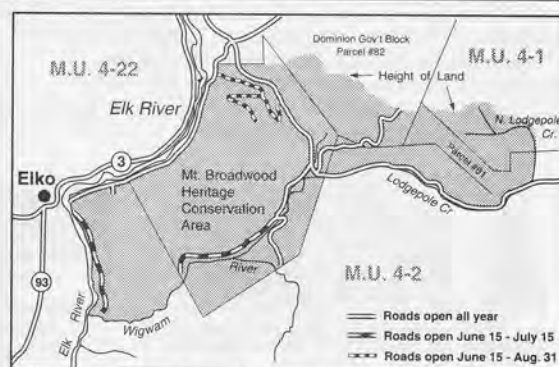 Dominion Gov't Block
Parcel #82
M.U. 4-22
M.U. 4-1
Height of Land
Elk River
N. Lodgepole
Cr.
3
Parcel #81
Elko
Mt. Broadwood
Heritage
Conservation
Area
Lodgepole Cr
93
River
M.U. 4-2
Elk River
Wigwam
Roads open all year
Roads open June 15 - July 15
Roads open June 15 - Aug. 31